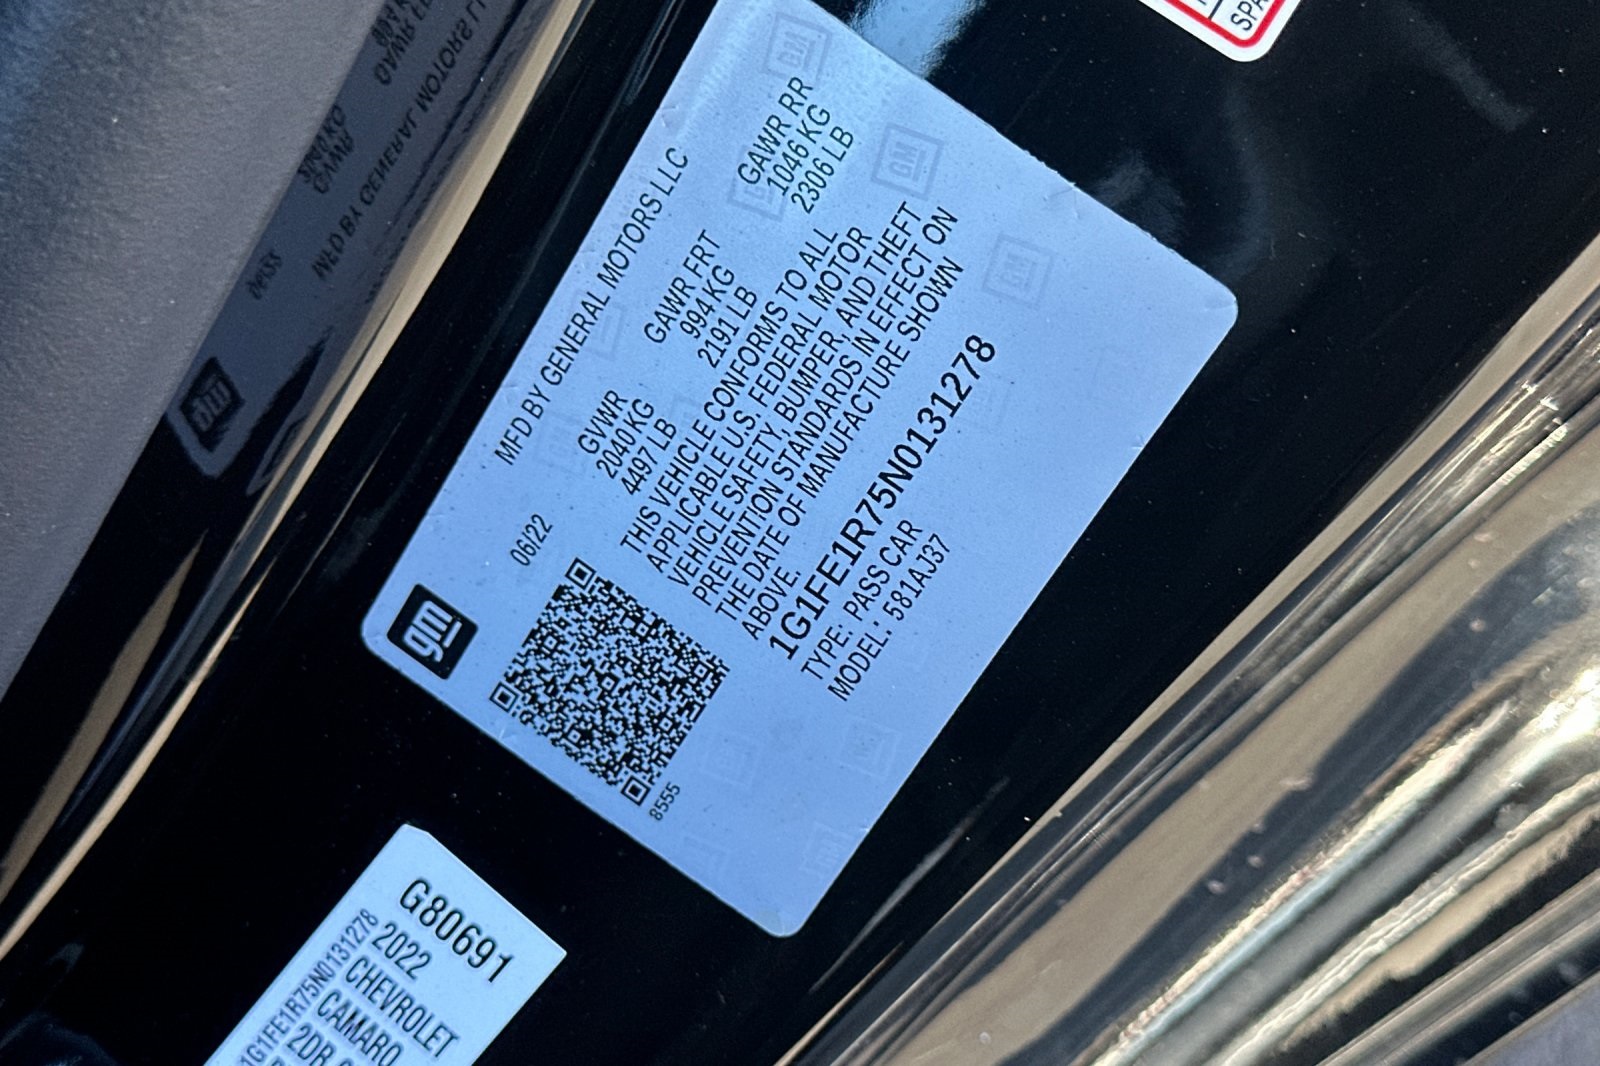 gm
06/22
MFD BY GENERAL MOTORS LLC
GVWR
2040 KG
4497 LB
GAWR FRT
994 KG
2191 LB
GAWR RR
1046 KG
2306 LB
THIS VEHICLE CONFORMS TO ALL
APPLICABLE U.S. FEDERAL MOTOR
VEHICLE SAFETY, BUMPER, AND THEFT
PREVENTION STANDARDS IN EFFECT ON
THE DATE OF MANUFACTURE SHOWN
ABOVE.
1G1FE1R75N0131278
TYPE: PASS CAR
MODEL: 581AJ37
8555
G80691
1G1FE1R75N0131278
2022
CHEVROLET
CAMARO
2DR